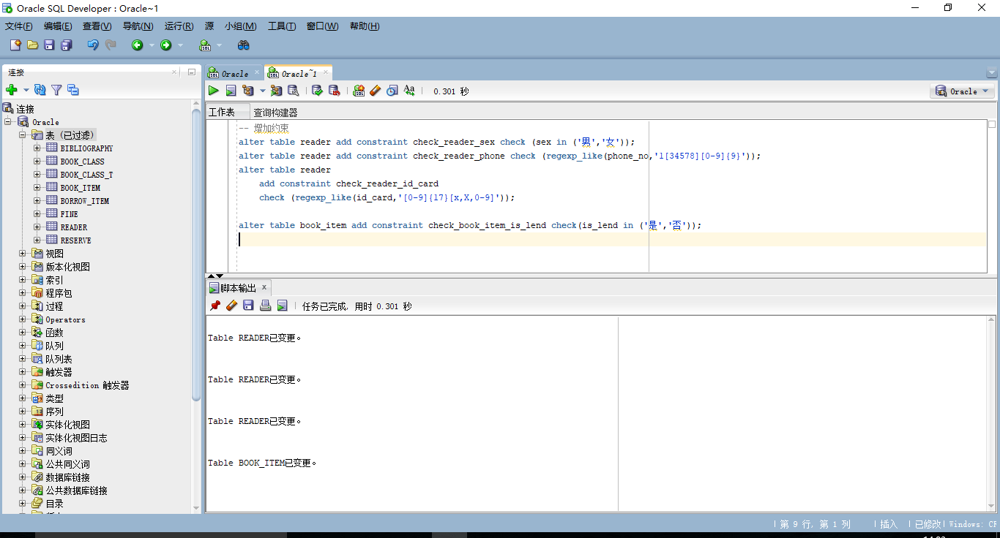 Oracle SQL Developer : Oracle~1
文件(F) 编辑(E) 查看(V) 导航(N) 运行(R) 源 小组(M) 工具(T) 窗口(W) 帮助(H)
连接
连接
Oracle
表 (已过滤)
BIBLIOGRAPHY
BOOK_CLASS
BOOK_CLASS_T
BOOK_ITEM
BORROW_ITEM
FINE
READER
RESERVE
视图
版本化视图
索引
程序包
过程
Operators
函数
队列
队列表
触发器
Crossedition 触发器
类型
序列
实体化视图
实体化视图日志
同义词
公共同义词
数据库链接
公共数据库链接
目录
Oracle Oracle~1
0.301 秒 Oracle
工作表 查询构建器
-- 增加约束
alter table reader add constraint check_reader_sex check (sex in ('男','女'));
alter table reader add constraint check_reader_phone check (regexp_like(phone_no,'1[34578][0-9]{9}'));
alter table reader
add constraint check_reader_id_card
check (regexp_like(id_card,'[0-9]{17}[x,X,0-9]'));
alter table book_item add constraint check_book_item_is_lend check(is_lend in ('是','否'));
脚本输出
任务已完成, 用时 0.301 秒
Table READER已变更。
Table READER已变更。
Table READER已变更。
Table BOOK_ITEM已变更。
第 9 行, 第 1 列 插入 已修改 Windows: CF